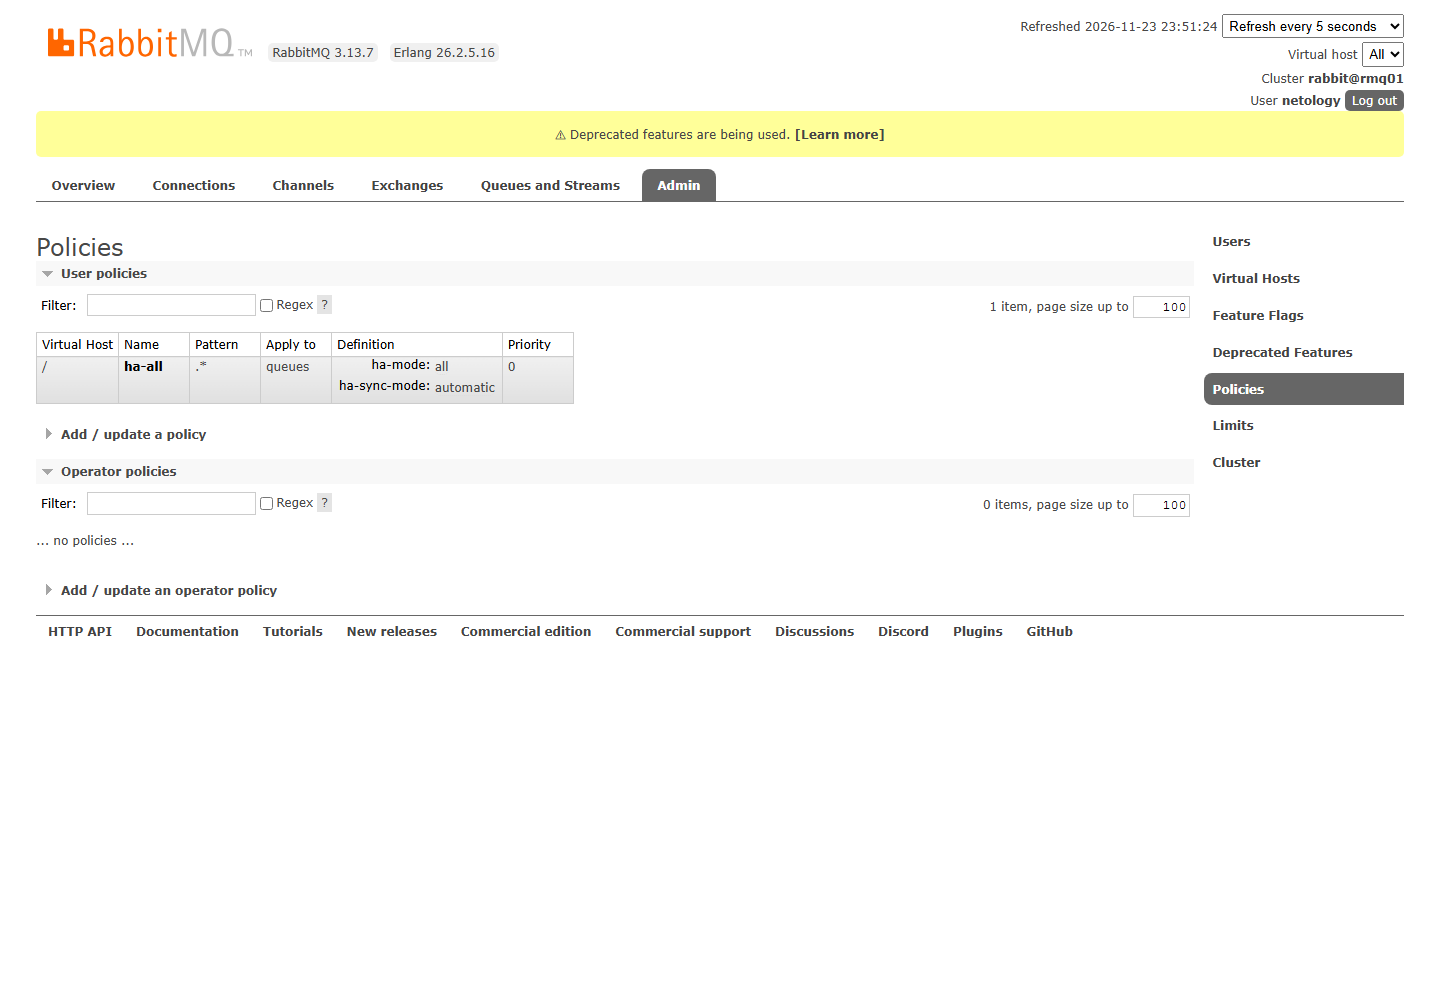 RabbitMQ TM RabbitMQ 3.13.7 Erlang 26.2.5.16
Refreshed 2026-11-23 23:51:24 Refresh every 5 seconds
Virtual host All
Cluster rabbit@rmq01
User netology Log out
⚠ Deprecated features are being used. [Learn more]
Overview Connections Channels Exchanges Queues and Streams Admin
Policies
User policies
Filter: Regex ? 1 item, page size up to 100
Virtual Host Name Pattern Apply to Definition Priority
/ ha-all .* queues ha-mode: all 0
ha-sync-mode: automatic
Add / update a policy
Operator policies
Filter: Regex ? 0 items, page size up to 100
... no policies ...
Add / update an operator policy
Users
Virtual Hosts
Feature Flags
Deprecated Features
Policies
Limits
Cluster
HTTP API Documentation Tutorials New releases Commercial edition Commercial support Discussions Discord Plugins GitHub